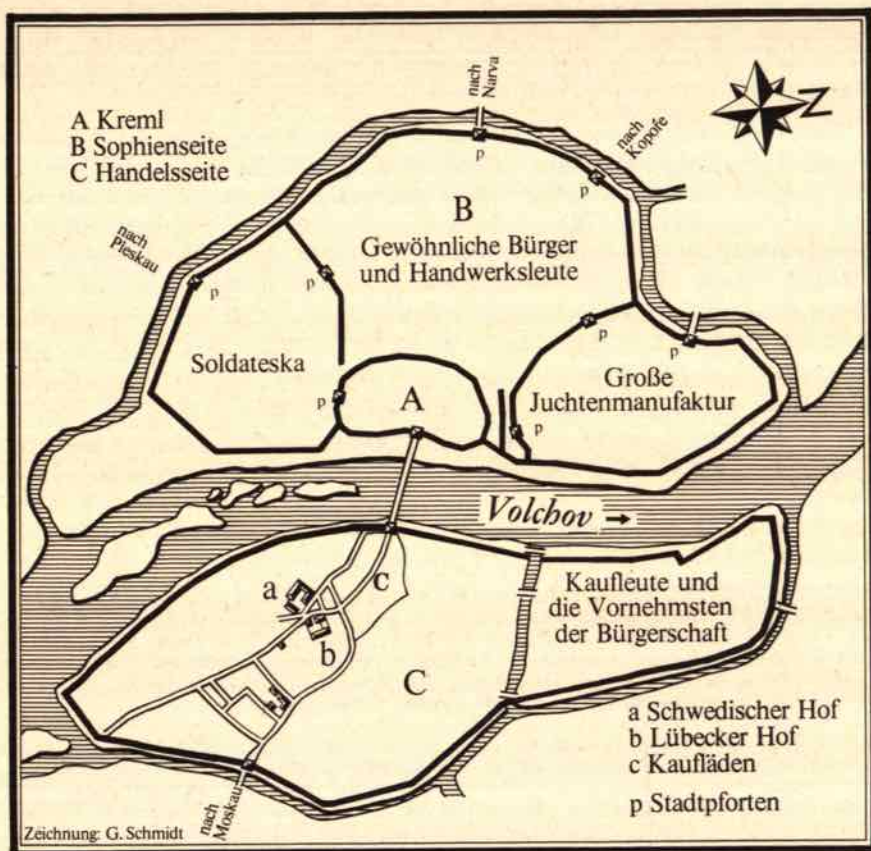 A Kreml
B Sophienseite
C Handelsseite
nach
Narva
nach
Kopofe
N
nach
Pleskau
p
p
p
p
B
Gewöhnliche Bürger
und Handwerksleute
Soldateska
p
p
p
p
A
Große
Juchtenmanufaktur
Volchov →
a
b
c
C
Kaufleute und
die Vornehmsten
der Bürgerschaft
a Schwedischer Hof
b Lübecker Hof
c Kaufläden
p Stadtpforten
nach
Moskau
Zeichnung: G. Schmidt